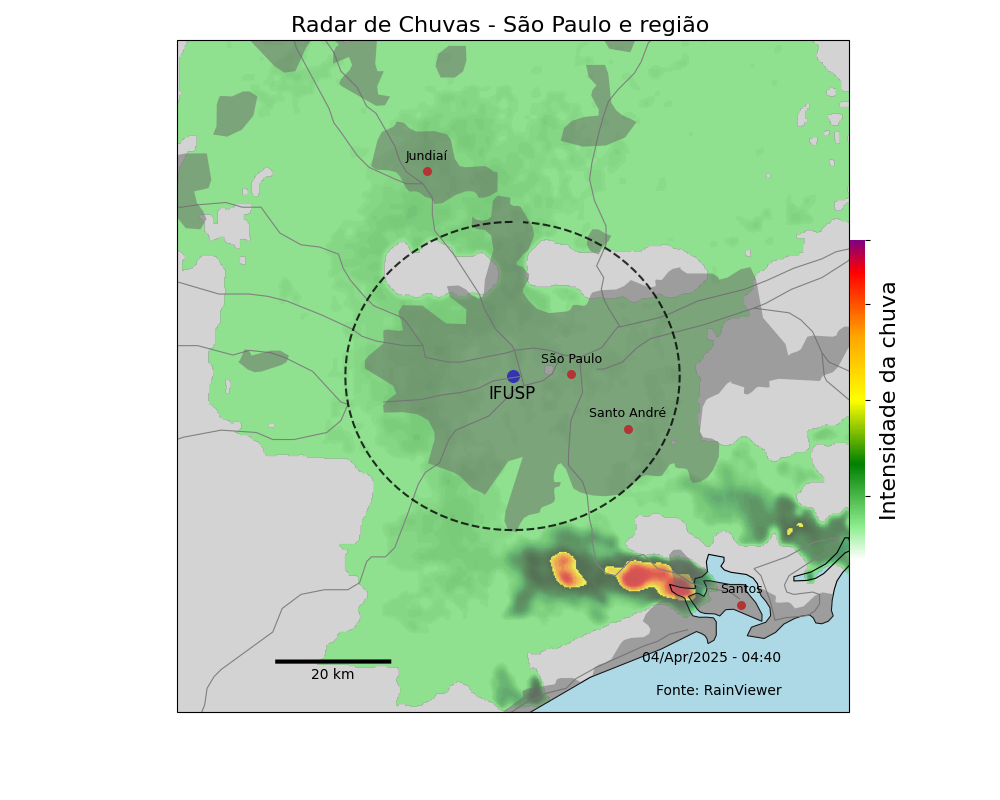 Radar de Chuvas - São Paulo e região
Jundiaí
São Paulo
IFUSP
Santo André
Intensidade da chuva
Santos
04/Apr/2025 - 04:40
20 km
Fonte: RainViewer